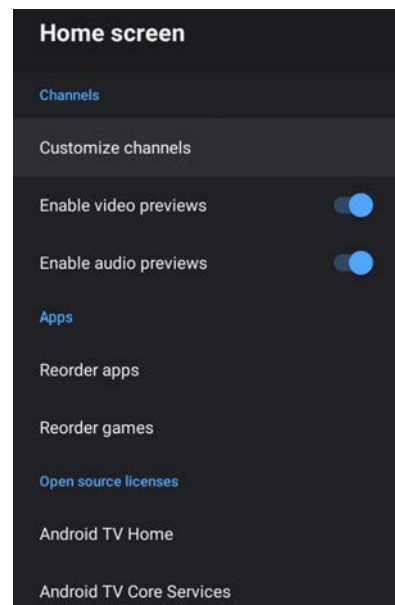 Home screen
Channels
Customize channels
Enable video previews
Enable audio previews
Apps
Reorder apps
Reorder games
Open source licenses
Android TV Home
Android TV Core Services